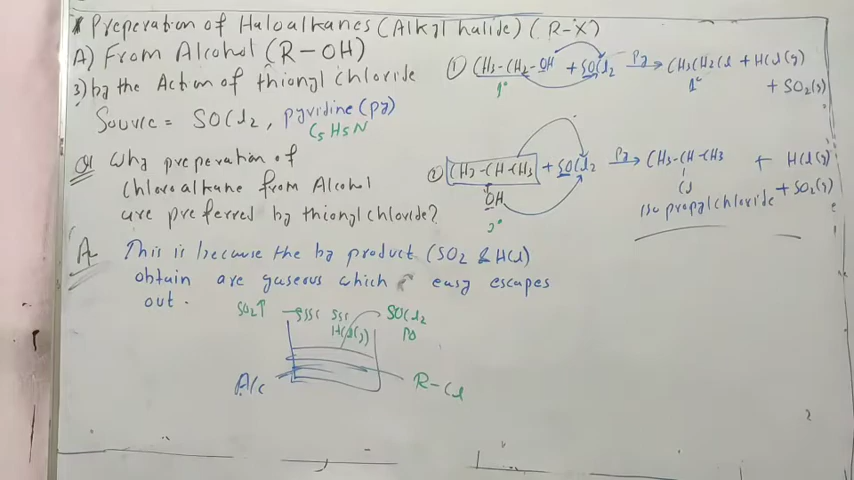 * Preperation of Haloalkanes (Alkyl halide) (R-X)
A) From Alcohol (R-OH)
3) by the Action of thionyl chloride
Source = SOCl2, pyridine (py)
C5H5N
Q1 Why preperation of
chloroalkane from Alcohol
are preferred by thionyl chloride?
A This is because the by product (SO2 & HCl)
obtain are gaseous which easy escapes
out.
SO2↑
HCl(g)
SOCl2
A/c
R-Cl
① CH3-CH2-OH + SOCl2 Py→ CH3CH2Cl + HCl(g)
1° 1° + SO2(g)
② CH3-CH-CH3 + SOCl2 Py→ CH3-CH-CH3 + HCl(g)
OH Cl + SO2(g)
2° iso propyl chloride
2